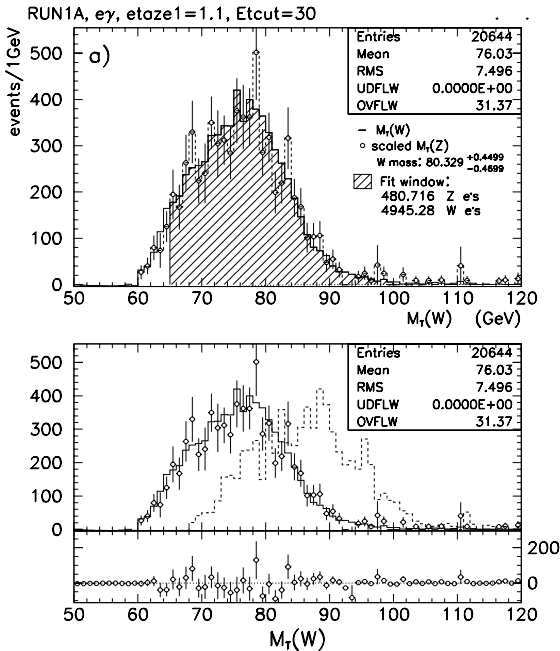 RUN1A, eγ, etaze1=1.1, Etcut=30
events/1GeV
a)
Entries 20644
Mean 76.03
RMS 7.496
UDFLW 0.0000E+00
OVFLW 31.37
M_T(W)
scaled M_T(Z)
W mass: 80.329 +0.4499 −0.4699
Fit window:
480.716 Z e's
4945.28 W e's
500
400
300
200
100
0
50 60 70 80 90 100 110 120
M_T(W) (GeV)
Entries 20644
Mean 76.03
RMS 7.496
UDFLW 0.0000E+00
OVFLW 31.37
500
400
300
200
100
0
200
0
50 60 70 80 90 100 110 120
M_T(W)